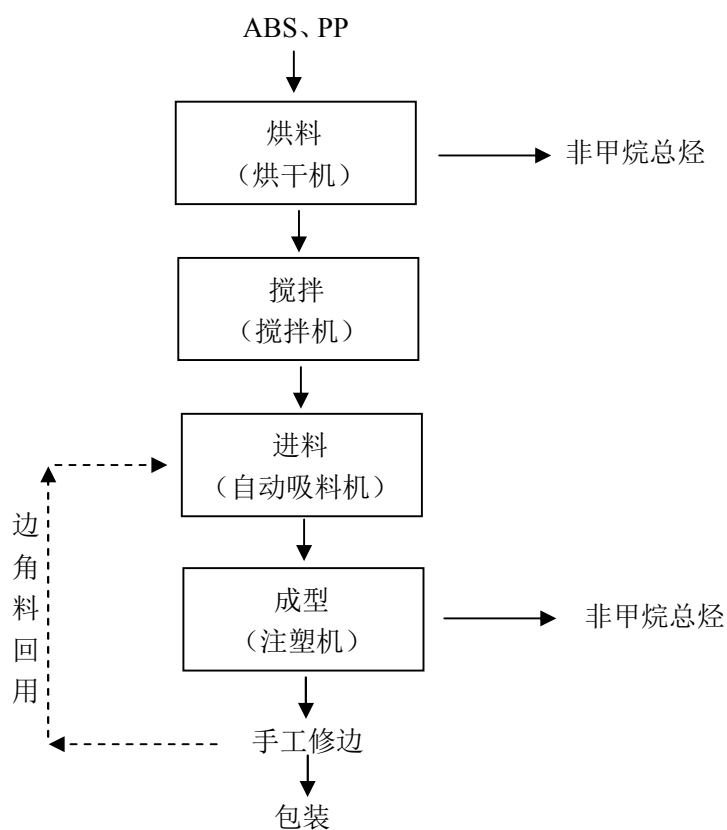 ABS、PP
烘料
（烘干机）
非甲烷总烃
搅拌
（搅拌机）
进料
（自动吸料机）
边
角
料
回
用
成型
（注塑机）
非甲烷总烃
手工修边
包装